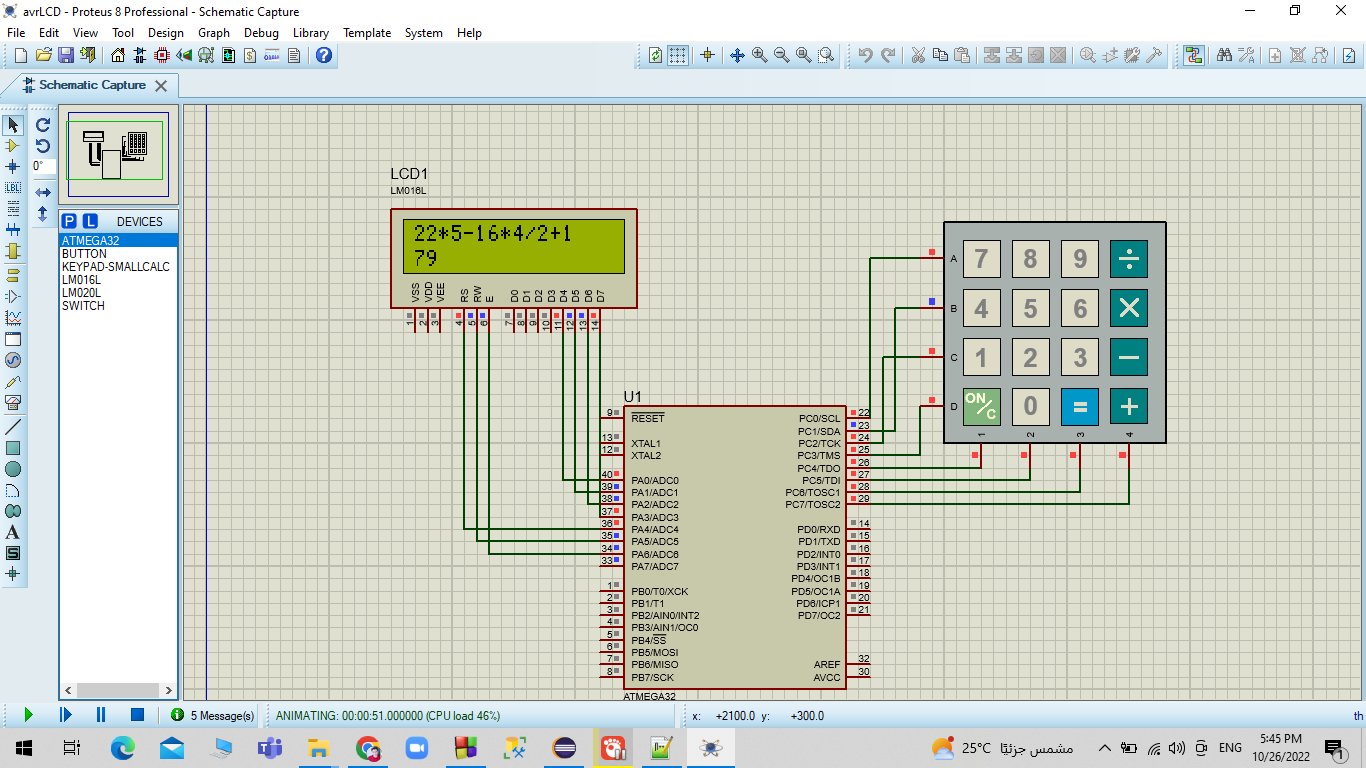 avrLCD - Proteus 8 Professional - Schematic Capture
File Edit View Tool Design Graph Debug Library Template System Help
Schematic Capture
0°
LBL
A
S
P L DEVICES
ATMEGA32
BUTTON
KEYPAD-SMALLCALC
LM016L
LM020L
SWITCH
LCD1
LM016L
22*5-16*4/2+1
79
VSS VDD VEE RS RW E D0 D1 D2 D3 D4 D5 D6 D7
1 2 3 4 5 6 7 8 9 10 11 12 13 14
A 7 8 9 ÷
B 4 5 6 ×
C 1 2 3 −
D ON/C 0 = +
1 2 3 4
U1
9 RESET PC0/SCL 22
PC1/SDA 23
13 XTAL1 PC2/TCK 24
12 XTAL2 PC3/TMS 25
PC4/TDO 26
40 PA0/ADC0 PC5/TDI 27
39 PA1/ADC1 PC6/TOSC1 28
38 PA2/ADC2 PC7/TOSC2 29
37 PA3/ADC3
36 PA4/ADC4 PD0/RXD 14
35 PA5/ADC5 PD1/TXD 15
34 PA6/ADC6 PD2/INT0 16
33 PA7/ADC7 PD3/INT1 17
PD4/OC1B 18
1 PB0/T0/XCK PD5/OC1A 19
2 PB1/T1 PD6/ICP1 20
3 PB2/AIN0/INT2 PD7/OC2 21
4 PB3/AIN1/OC0
5 PB4/SS
6 PB5/MOSI
7 PB6/MISO AREF 32
8 PB7/SCK AVCC 30
ATMEGA32
5 Message(s) ANIMATING: 00:00:51.000000 (CPU load 46%) x: +2100.0 y: +300.0 th
25°C مشمس جزئيًا ENG 5:45 PM
10/26/2022
1